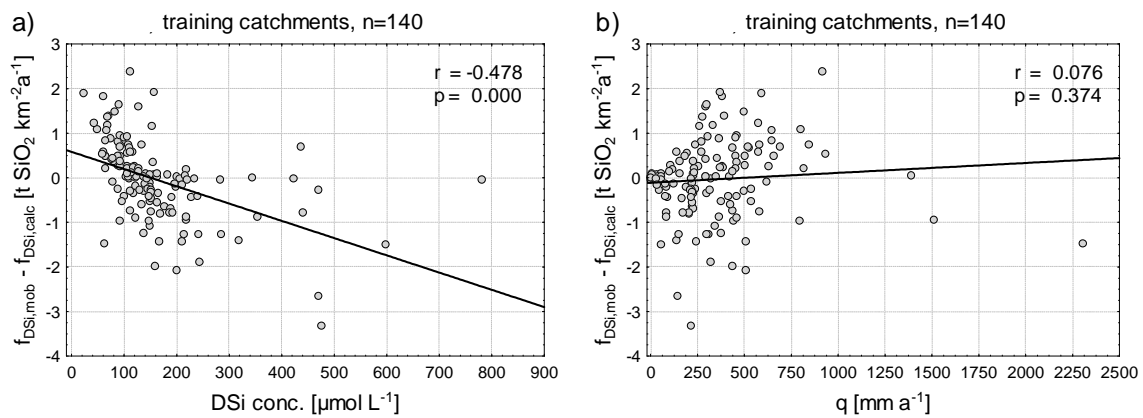 a) training catchments, n=140
r = -0.478
p = 0.000
f_DSi,mob - f_DSi,calc [t SiO₂ km⁻²a⁻¹]
3
2
1
0
-1
-2
-3
-4
0 100 200 300 400 500 600 700 800 900
DSi conc. [µmol L⁻¹]
b) training catchments, n=140
r = 0.076
p = 0.374
f_DSi,mob - f_DSi,calc [t SiO₂ km⁻²a⁻¹]
3
2
1
0
-1
-2
-3
-4
0 250 500 750 1000 1250 1500 1750 2000 2250 2500
q [mm a⁻¹]